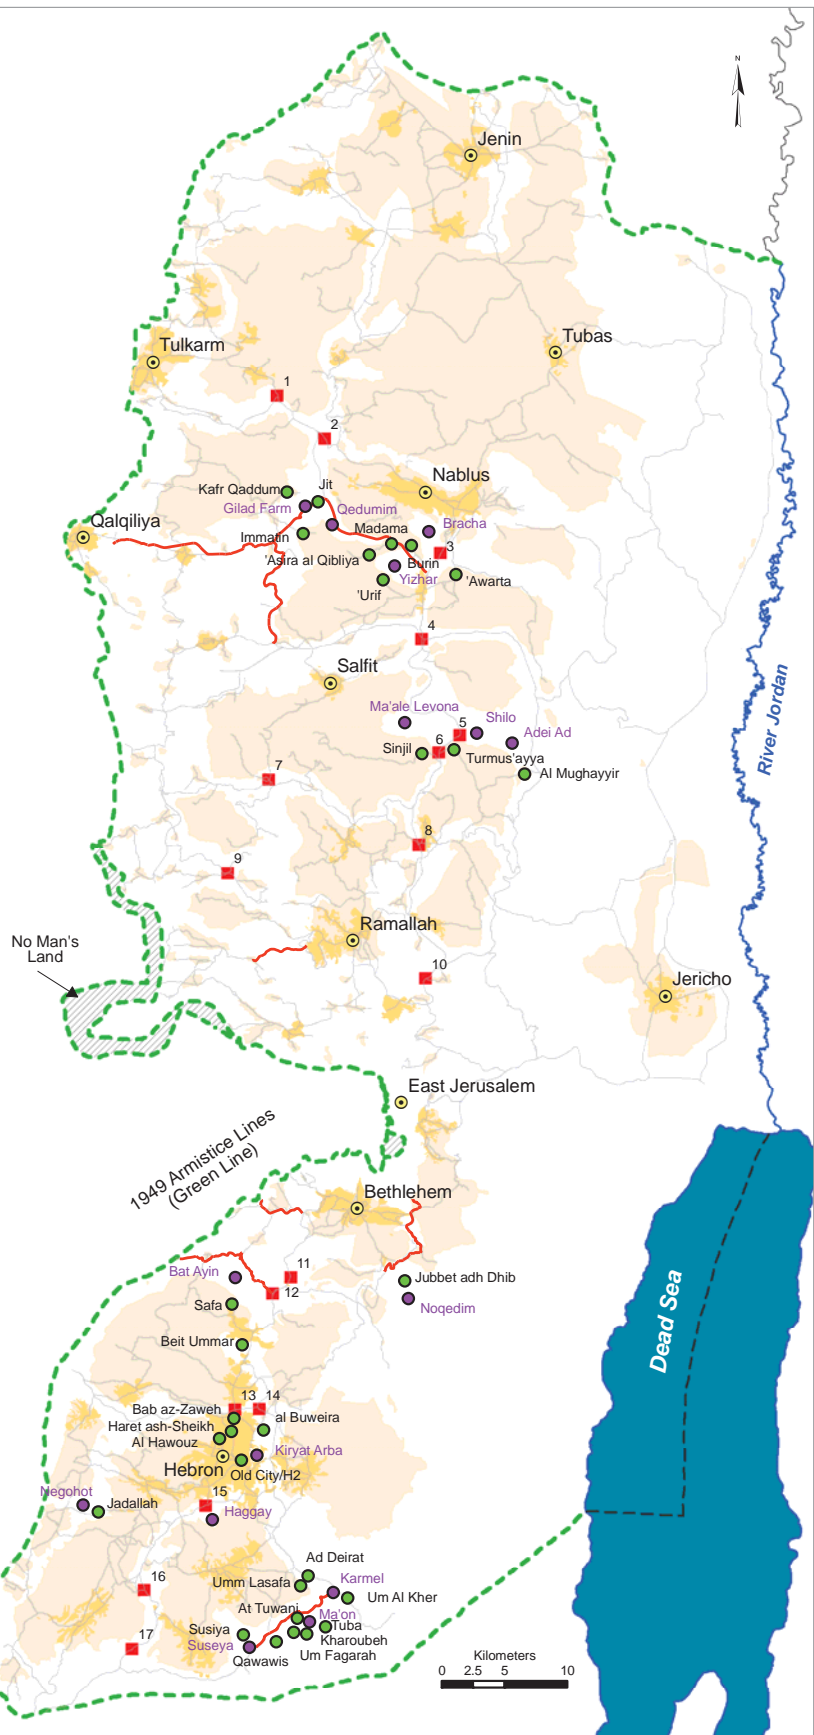 N
Jenin
Tubas
Tulkarm
1
2
Nablus
Kafr Qaddum
Jit
Gilad Farm
Qedumim
Bracha
Qalqiliya
Immatin
Madama
3
'Asira al Qibliya
Burin
Yizhar
'Awarta
'Urif
4
Salfit
River Jordan
Ma'ale Levona
5
Shilo
6
Adei Ad
Sinjil
Turmus'ayya
7
Al Mughayyir
8
9
Ramallah
No Man's
Land
10
Jericho
East Jerusalem
1949 Armistice Lines
(Green Line)
Bethlehem
Bat Ayin
11
Jubbet adh Dhib
12
Safa
Noqedim
Dead Sea
Beit Ummar
13
14
Bab az-Zaweh
al Buweira
Haret ash-Sheikh
Al Hawouz
Kiryat Arba
Hebron
Old City/H2
Negohot
15
Jadallah
Haggay
Ad Deirat
16
Umm Lasafa
Karmel
Um Al Kher
At Tuwani
Ma'on
17
Susiya
Tuba
Suseya
Kharoubeh
Qawawis
Um Fagarah
Kilometers
0 2.5 5 10